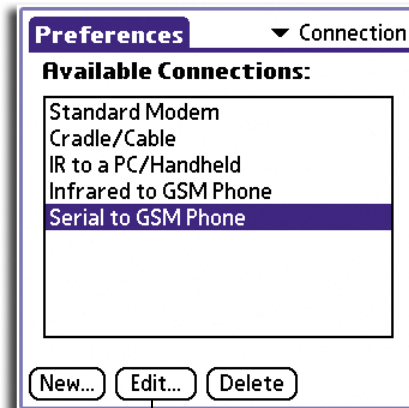 Preferences ▼ Connection
Available Connections:
Standard Modem
Cradle/Cable
IR to a PC/Handheld
Infrared to GSM Phone
Serial to GSM Phone
New... Edit... Delete